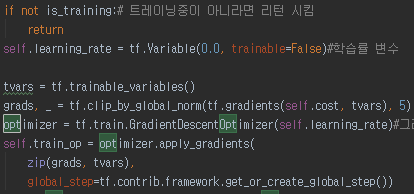 if not is_training:# 트레이닝중이 아니라면 리턴 시킴
return
self.learning_rate = tf.Variable(0.0, trainable=False)#학습률 변수
tvars = tf.trainable_variables()
grads, _ = tf.clip_by_global_norm(tf.gradients(self.cost, tvars), 5)
optimizer = tf.train.GradientDescentOptimizer(self.learning_rate)#그
self.train_op = optimizer.apply_gradients(
zip(grads, tvars),
global_step=tf.contrib.framework.get_or_create_global_step())